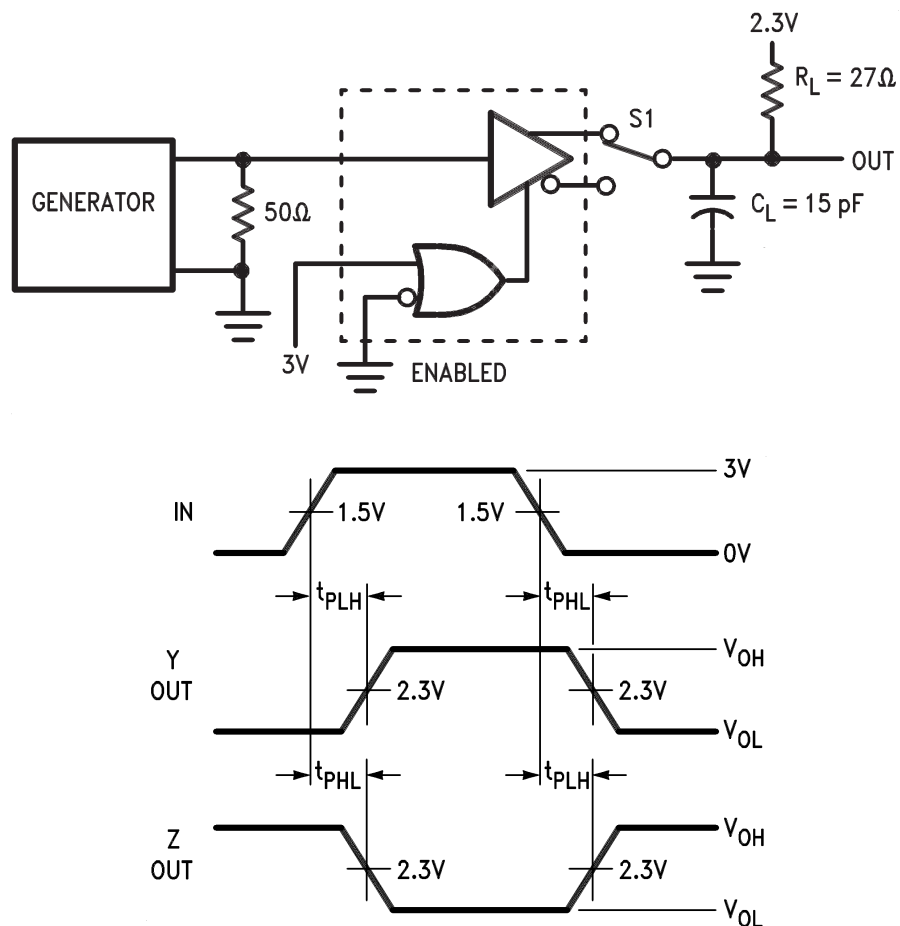 2.3V
R_L = 27Ω
S1
GENERATOR
50Ω
OUT
C_L = 15 pF
3V
ENABLED
3V
IN
1.5V
1.5V
0V
t_PLH
t_PHL
V_OH
Y
OUT
2.3V
2.3V
V_OL
t_PHL
t_PLH
V_OH
Z
OUT
2.3V
2.3V
V_OL